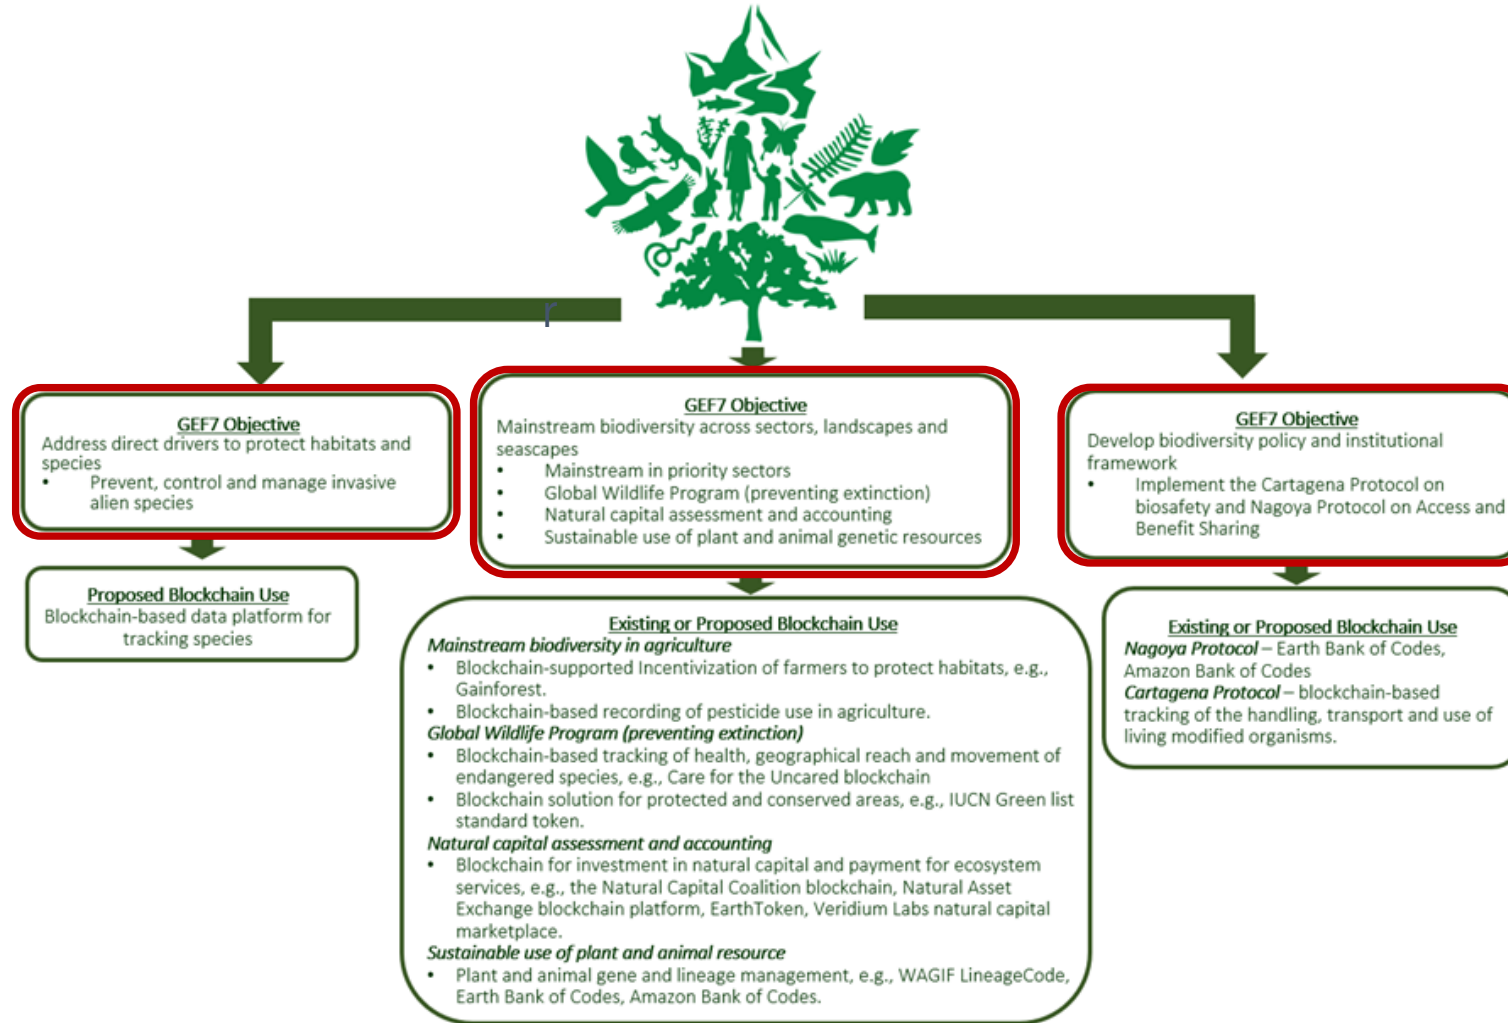 r
GEF7 Objective
Address direct drivers to protect habitats and
species
• Prevent, control and manage invasive
alien species
Proposed Blockchain Use
Blockchain-based data platform for
tracking species
GEF7 Objective
Mainstream biodiversity across sectors, landscapes and
seascapes
• Mainstream in priority sectors
• Global Wildlife Program (preventing extinction)
• Natural capital assessment and accounting
• Sustainable use of plant and animal genetic resources
Existing or Proposed Blockchain Use
Mainstream biodiversity in agriculture
• Blockchain-supported Incentivization of farmers to protect habitats, e.g.,
Gainforest.
• Blockchain-based recording of pesticide use in agriculture.
Global Wildlife Program (preventing extinction)
• Blockchain-based tracking of health, geographical reach and movement of
endangered species, e.g., Care for the Uncared blockchain
• Blockchain solution for protected and conserved areas, e.g., IUCN Green list
standard token.
Natural capital assessment and accounting
• Blockchain for investment in natural capital and payment for ecosystem
services, e.g., the Natural Capital Coalition blockchain, Natural Asset
Exchange blockchain platform, EarthToken, Veridium Labs natural capital
marketplace.
Sustainable use of plant and animal resource
• Plant and animal gene and lineage management, e.g., WAGIF LineageCode,
Earth Bank of Codes, Amazon Bank of Codes.
GEF7 Objective
Develop biodiversity policy and institutional
framework
• Implement the Cartagena Protocol on
biosafety and Nagoya Protocol on Access and
Benefit Sharing
Existing or Proposed Blockchain Use
Nagoya Protocol – Earth Bank of Codes,
Amazon Bank of Codes
Cartagena Protocol – blockchain-based
tracking of the handling, transport and use of
living modified organisms.